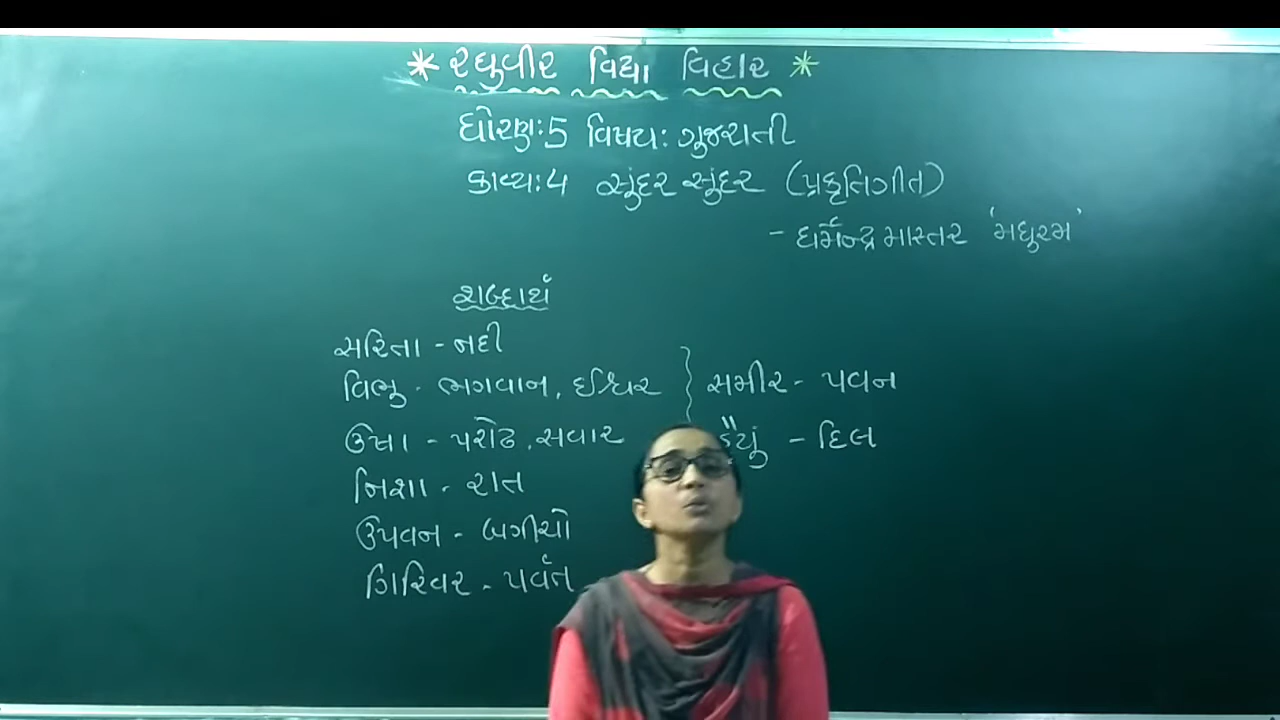 * રઘુવીર વિદ્યા વિહાર *
ધોરણ:5 વિષય: ગુજરાતી
કાવ્ય:4 સુંદર સુંદર (પ્રકૃતિગીત)
- ધર્મેન્દ્ર માસ્તર 'મધુરમ'
શબ્દાર્થ
સરિતા - નદી
વિભુ - ભગવાન, ઈશ્વર
ઉષા - પરોઢ, સવાર
નિશા - રાત
ઉપવન - બગીચો
ગિરિવર - પર્વત
સમીર - પવન
- દિલ